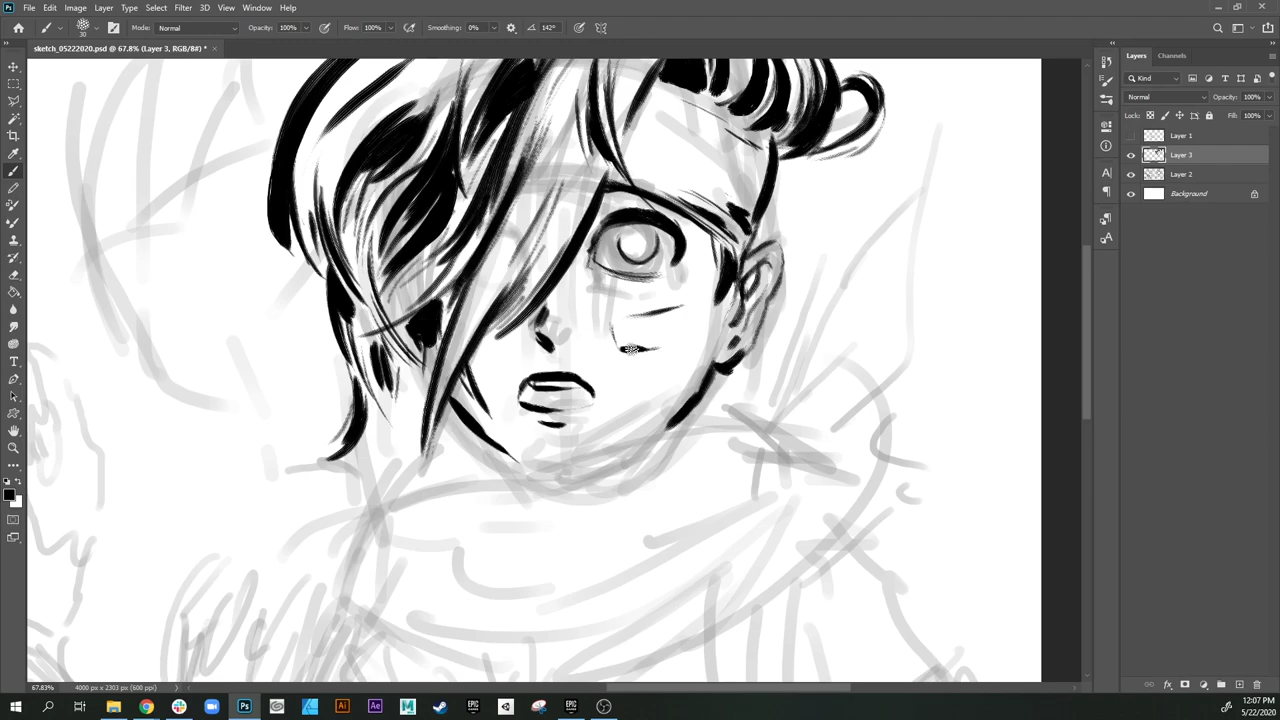 File Edit Image Layer Type Select Filter 3D View Window Help
30 Mode: Normal Opacity: 100% Flow: 100% Smoothing: 0% 142°
sketch_05222020.psd @ 67.8% (Layer 3, RGB/8#) *
Layers Channels
Kind
Normal Opacity: 100%
Lock: Fill: 100%
Layer 1
Layer 3
Layer 2
Background
67.83% 4000 px x 2303 px (600 ppi)
12:07 PM
5/22/2020